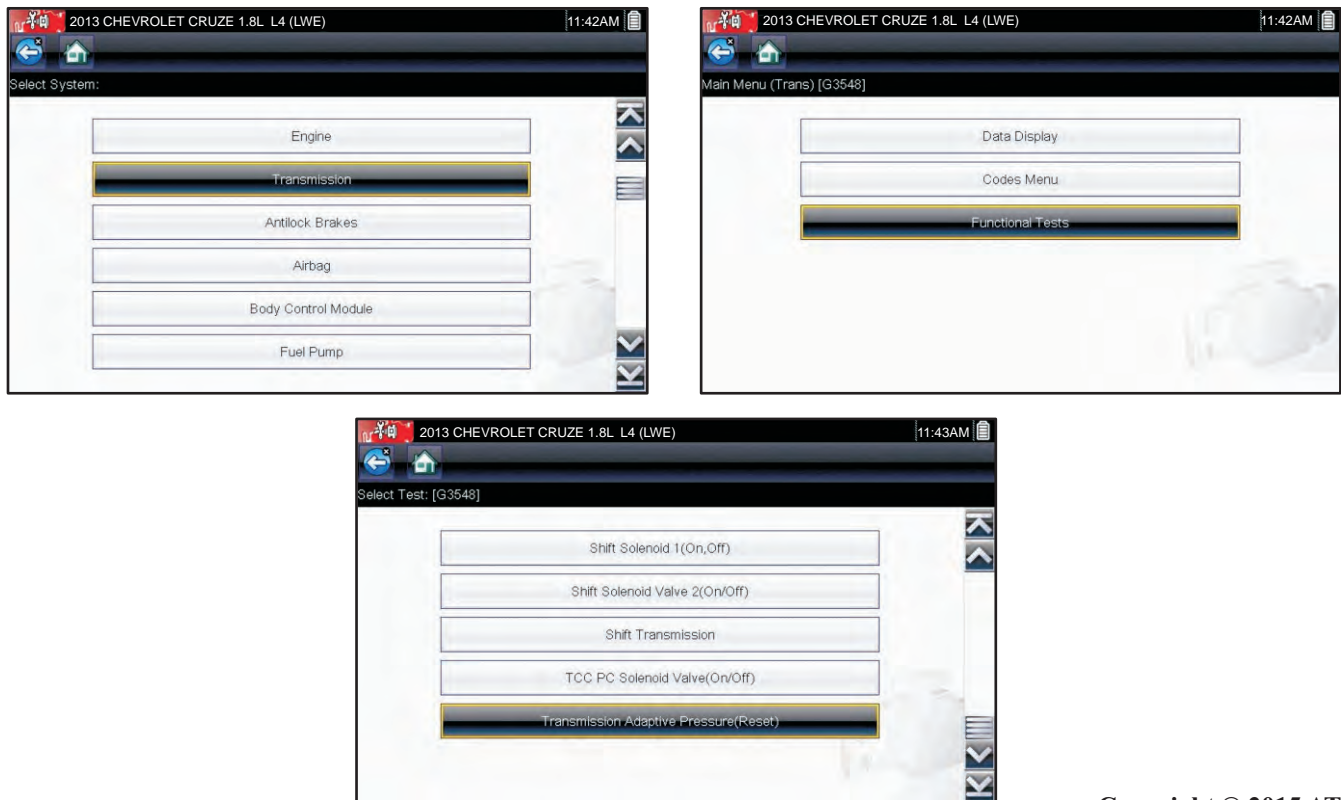 2013 CHEVROLET CRUZE 1.8L L4 (LWE) 11:42AM
Select System:
Engine
Transmission
Antilock Brakes
Airbag
Body Control Module
Fuel Pump
2013 CHEVROLET CRUZE 1.8L L4 (LWE) 11:42AM
Main Menu (Trans) [G3548]
Data Display
Codes Menu
Functional Tests
2013 CHEVROLET CRUZE 1.8L L4 (LWE) 11:43AM
Select Test: [G3548]
Shift Solenoid 1(On,Off)
Shift Solenoid Valve 2(On/Off)
Shift Transmission
TCC PC Solenoid Valve(On/Off)
Transmission Adaptive Pressure(Reset)